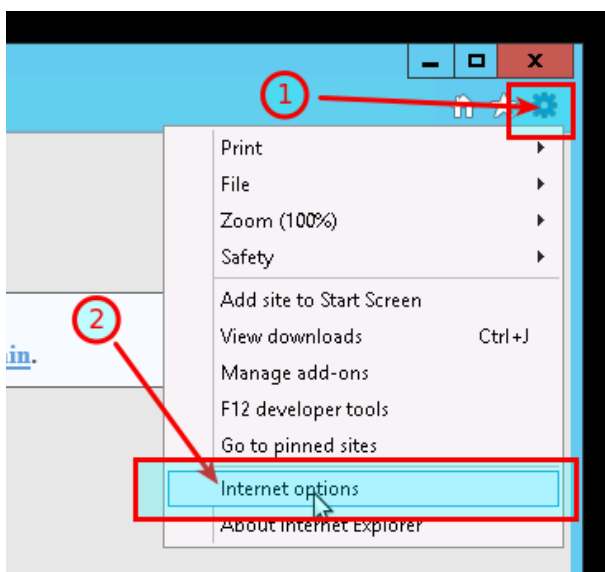 x
1
Print
File
Zoom (100%)
Safety
Add site to Start Screen
2
View downloads Ctrl+J
in.
Manage add-ons
F12 developer tools
Go to pinned sites
Internet options
About Internet Explorer